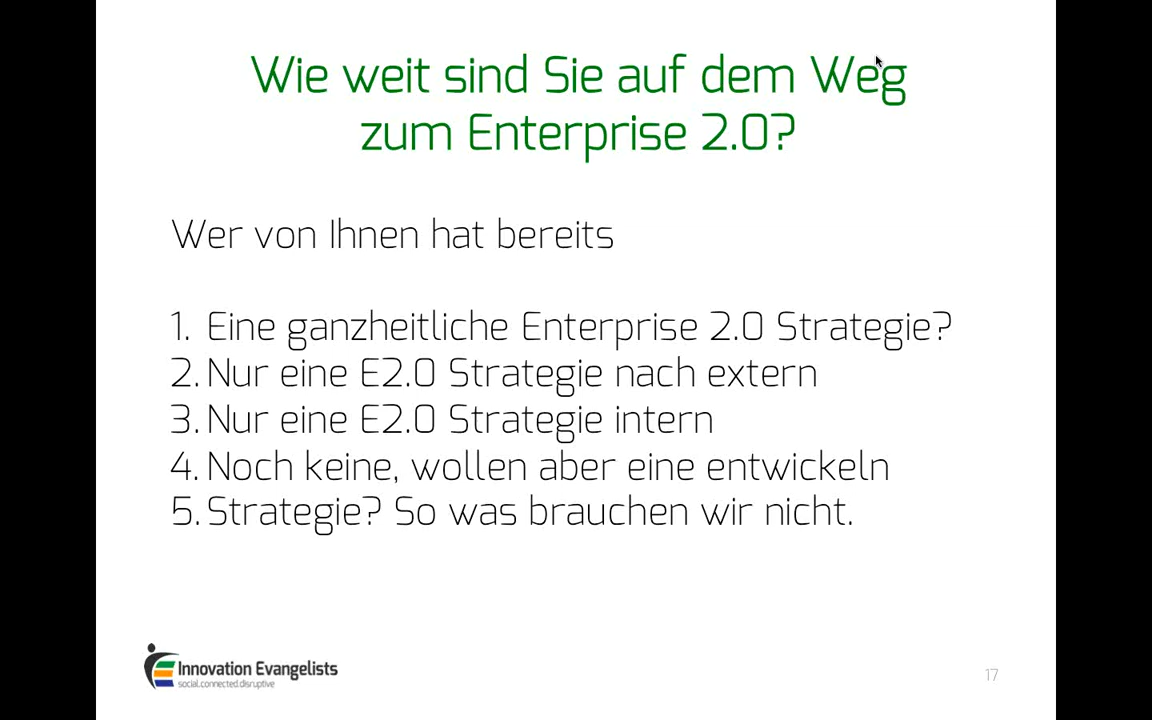 Wie weit sind Sie auf dem Weg
zum Enterprise 2.0?
Wer von Ihnen hat bereits
1. Eine ganzheitliche Enterprise 2.0 Strategie?
2. Nur eine E2.0 Strategie nach extern
3. Nur eine E2.0 Strategie intern
4. Noch keine, wollen aber eine entwickeln
5. Strategie? So was brauchen wir nicht.
Innovation Evangelists
social.connected.disruptive
17